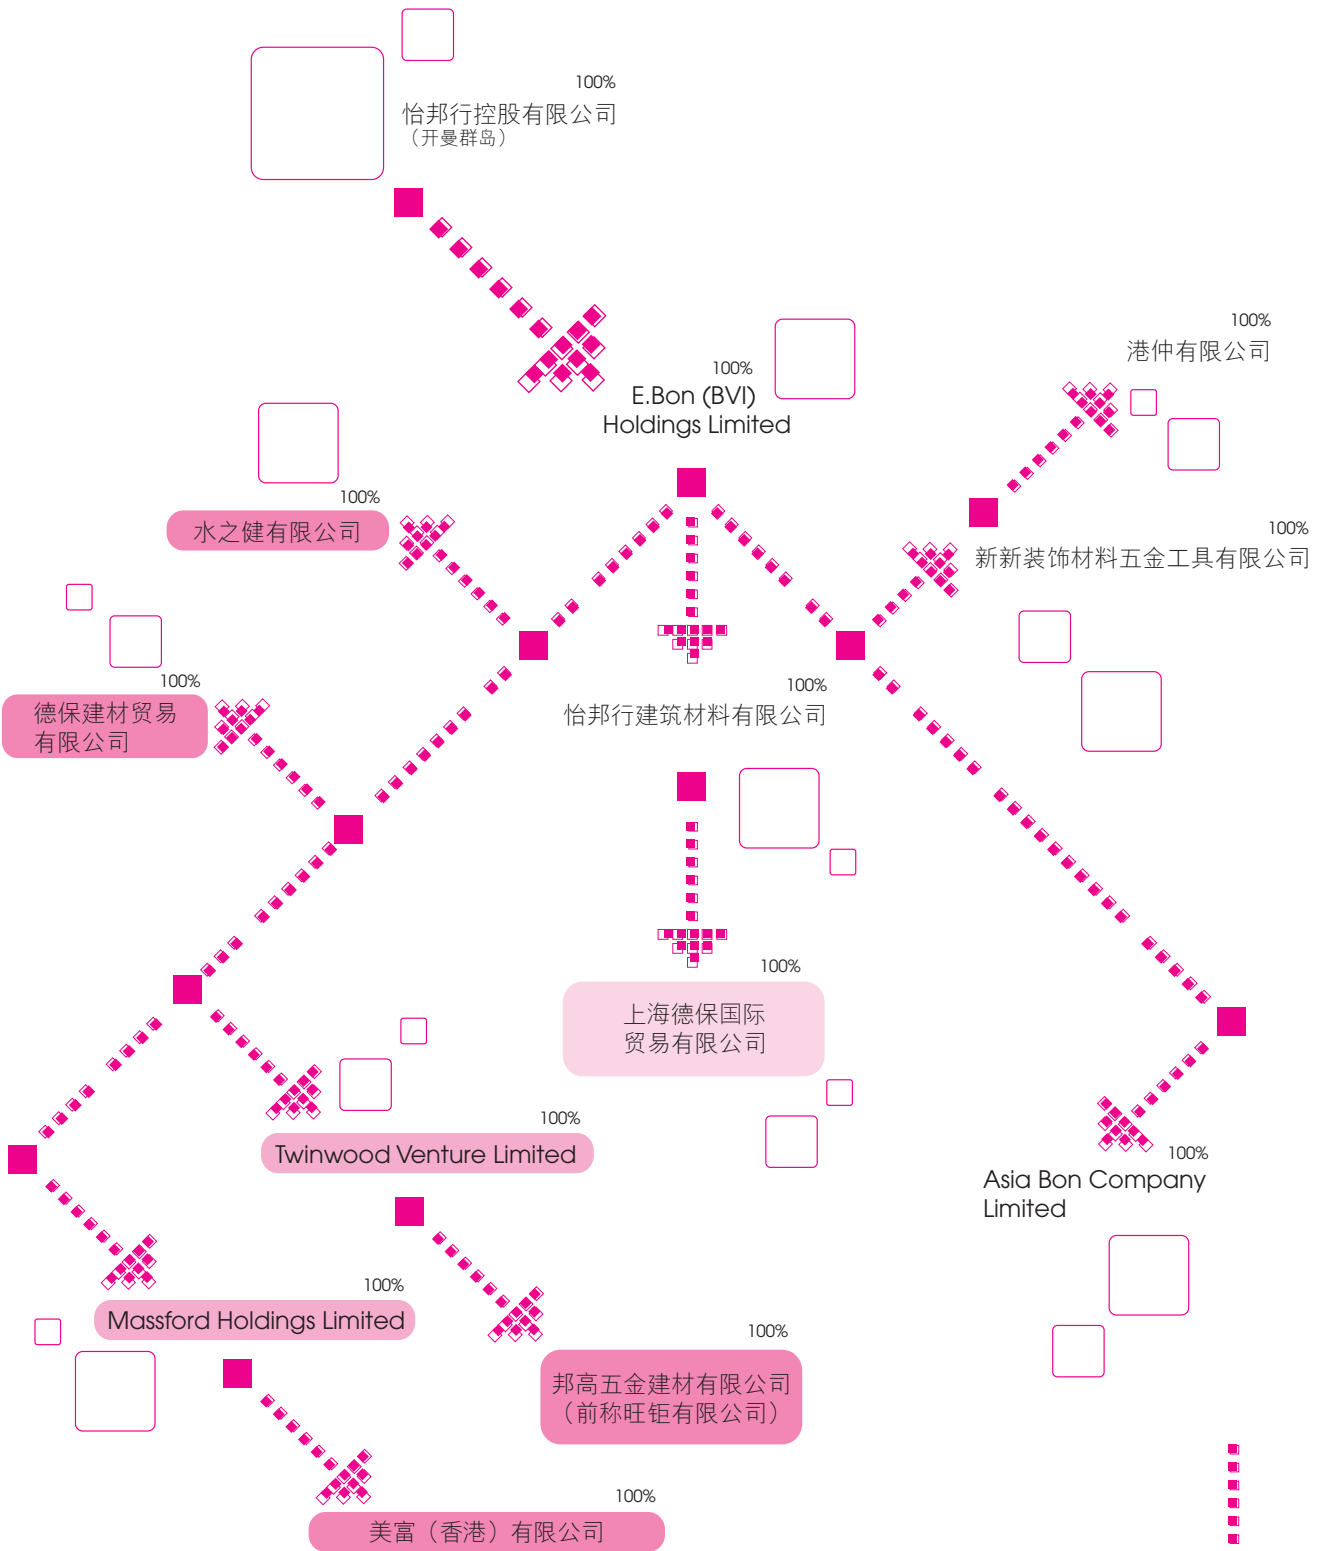 100%
怡邦行控股有限公司
（开曼群岛）
100%
港仲有限公司
100%
E.Bon (BVI)
Holdings Limited
100%
水之健有限公司
100%
新新装饰材料五金工具有限公司
100%
德保建材贸易
有限公司
100%
怡邦行建筑材料有限公司
100%
上海德保国际
贸易有限公司
100%
Twinwood Venture Limited
100%
Asia Bon Company
Limited
100%
Massford Holdings Limited
100%
邦高五金建材有限公司
（前称旺钜有限公司）
100%
美富（香港）有限公司